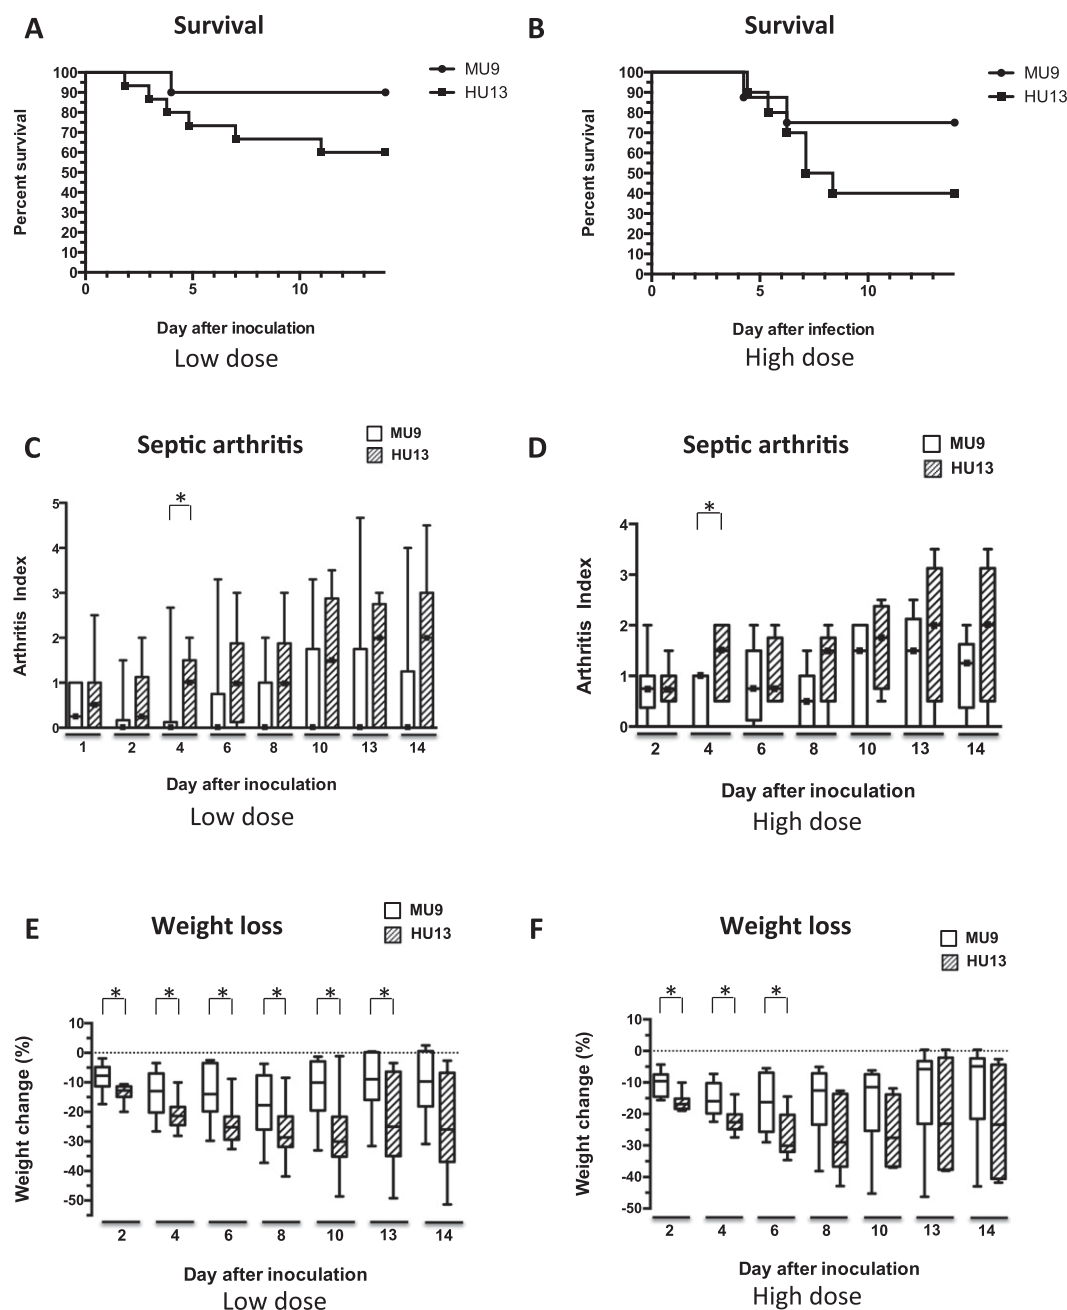 A Survival
MU9
HU13
Percent survival
100
90
80
70
60
50
40
30
20
10
0
0 5 10
Day after inoculation
Low dose
B Survival
MU9
HU13
Percent survival
100
90
80
70
60
50
40
30
20
10
0
0 5 10
Day after infection
High dose
C Septic arthritis
MU9
HU13
*
Arthritis Index
5
4
3
2
1
0
1 2 4 6 8 10 13 14
Day after inoculation
Low dose
D Septic arthritis
MU9
HU13
*
Arthritis Index
4
3
2
1
0
2 4 6 8 10 13 14
Day after inoculation
High dose
E Weight loss
MU9
HU13
* * * * * *
Weight change (%)
10
0
-10
-20
-30
-40
-50
2 4 6 8 10 13 14
Day after inoculation
Low dose
F Weight loss
MU9
HU13
* * *
Weight change (%)
10
0
-10
-20
-30
-40
-50
2 4 6 8 10 13 14
Day after inoculation
High dose